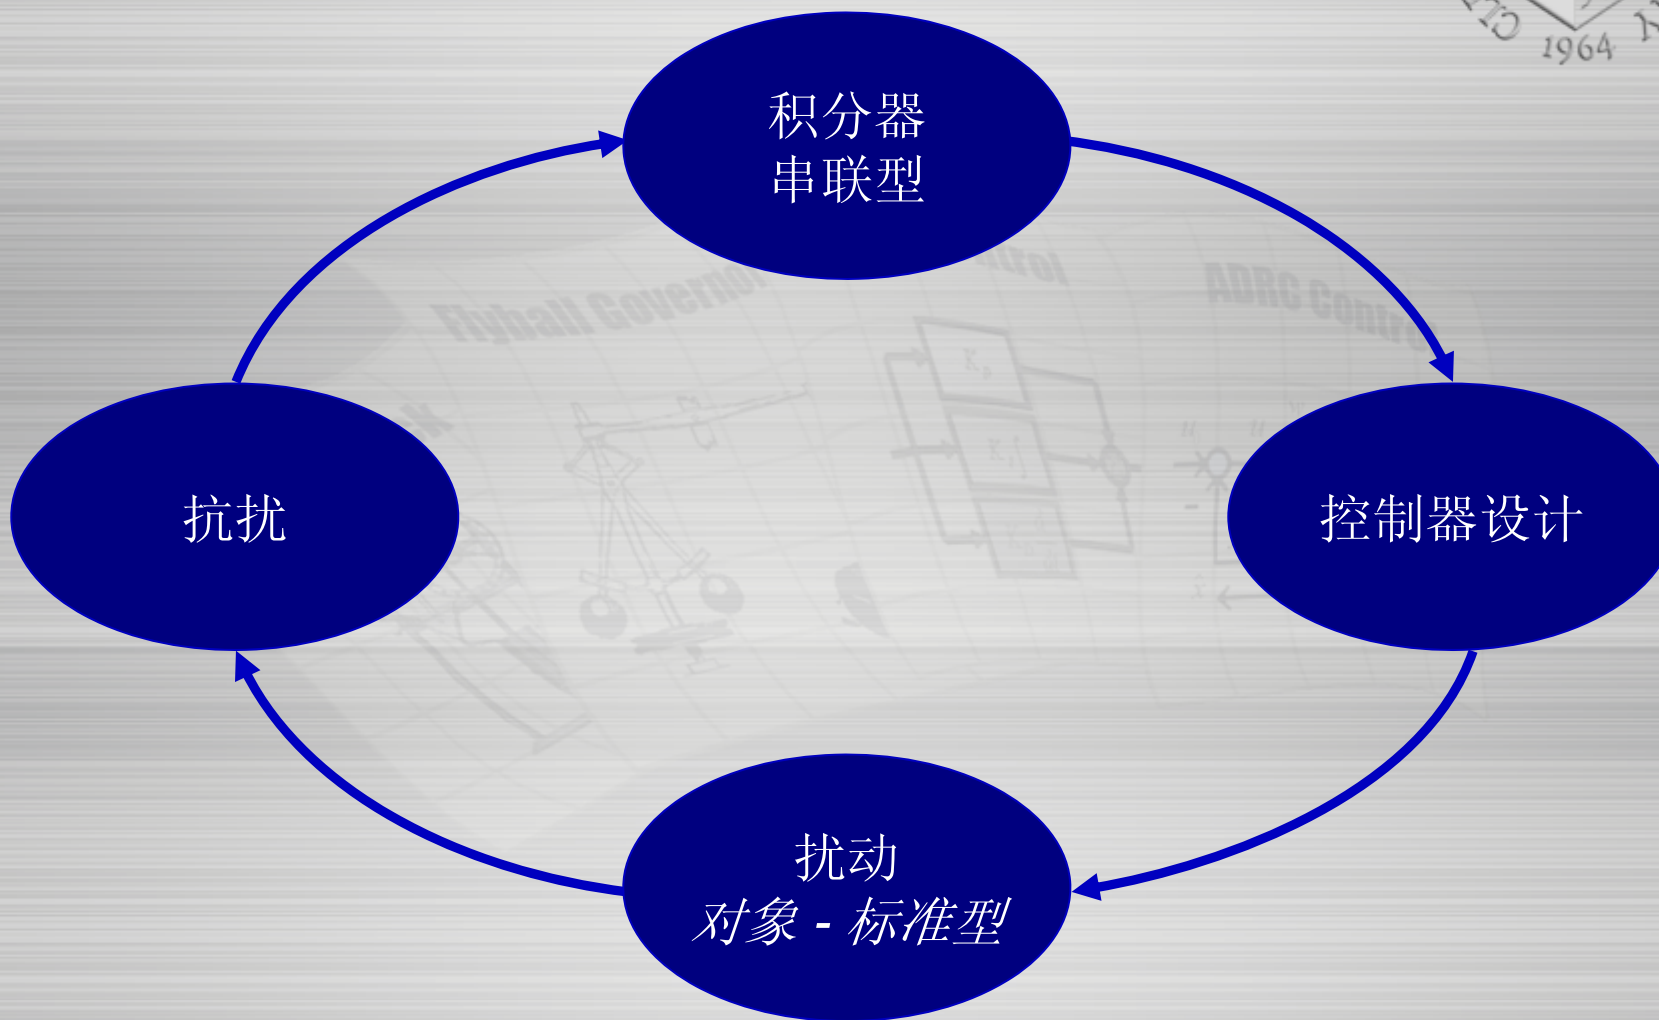 1964
积分器
串联型
Flyball Governor
ADRC Control
抗扰
控制器设计
扰动
对象 - 标准型